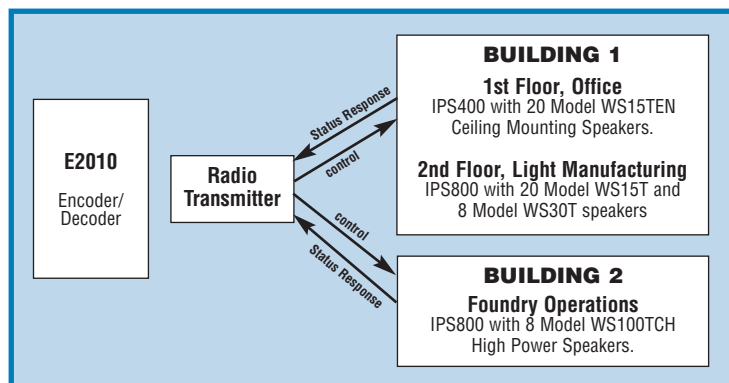 E2010
Encoder/
Decoder
Radio
Transmitter
Status Response
control
control
Status Response
BUILDING 1
1st Floor, Office
IPS400 with 20 Model WS15TEN
Ceiling Mounting Speakers.
2nd Floor, Light Manufacturing
IPS800 with 20 Model WS15T and
8 Model WS30T speakers
BUILDING 2
Foundry Operations
IPS800 with 8 Model WS100TCH
High Power Speakers.